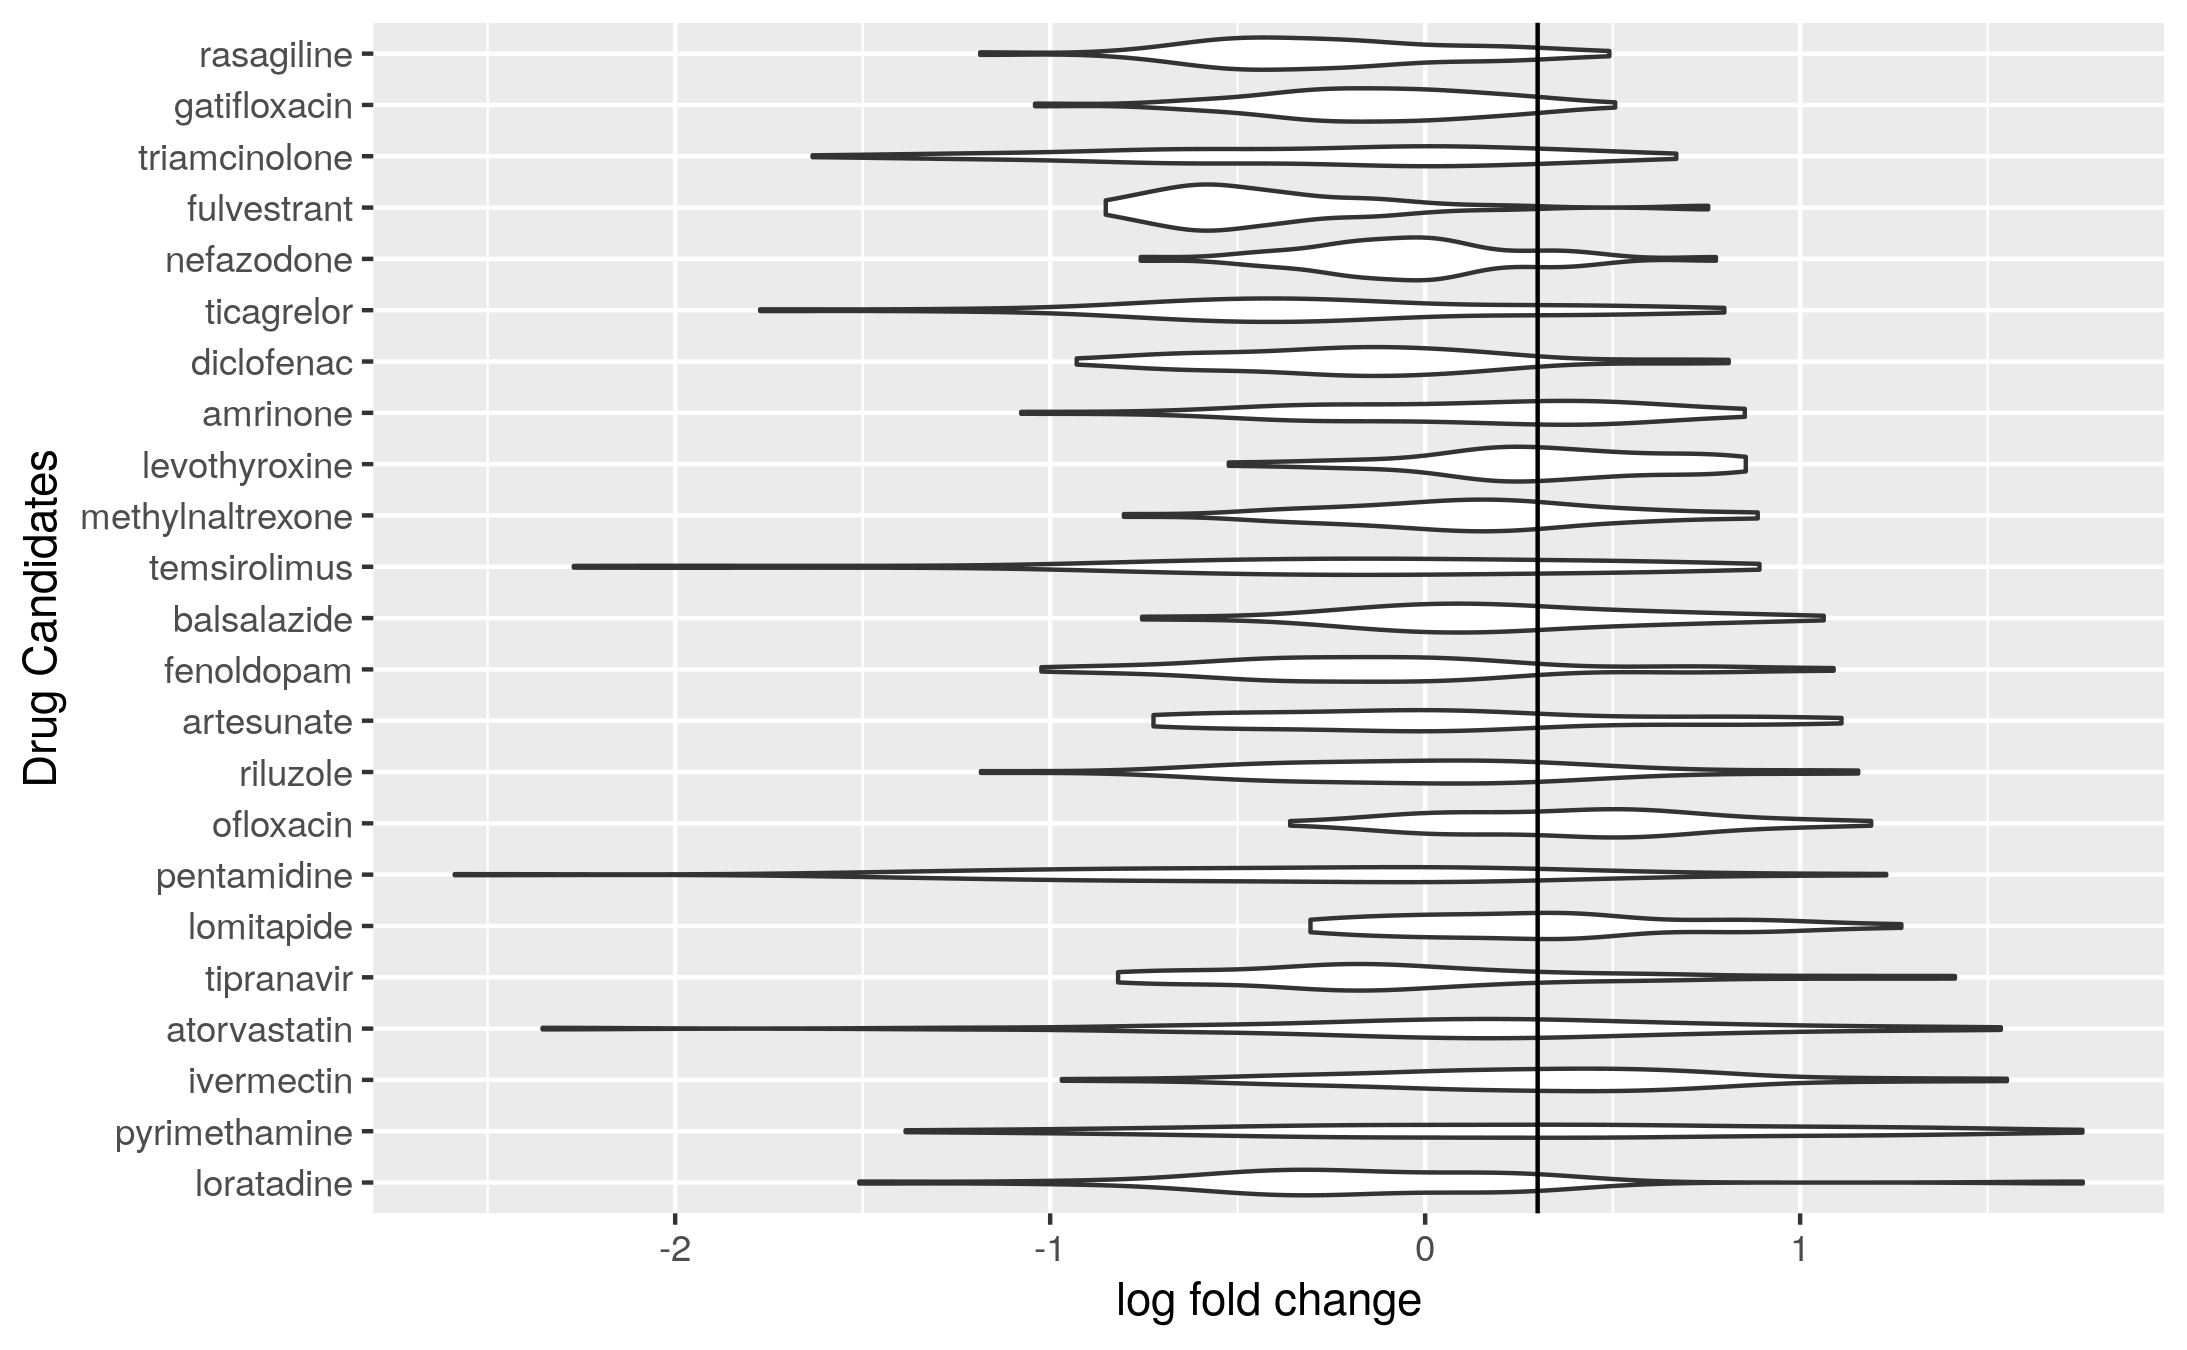 rasagiline
gatifloxacin
triamcinolone
fulvestrant
nefazodone
ticagrelor
diclofenac
amrinone
levothyroxine
methylnaltrexone
temsirolimus
balsalazide
fenoldopam
artesunate
riluzole
ofloxacin
pentamidine
lomitapide
tipranavir
atorvastatin
ivermectin
pyrimethamine
loratadine
Drug Candidates
-2 -1 0 1
log fold change